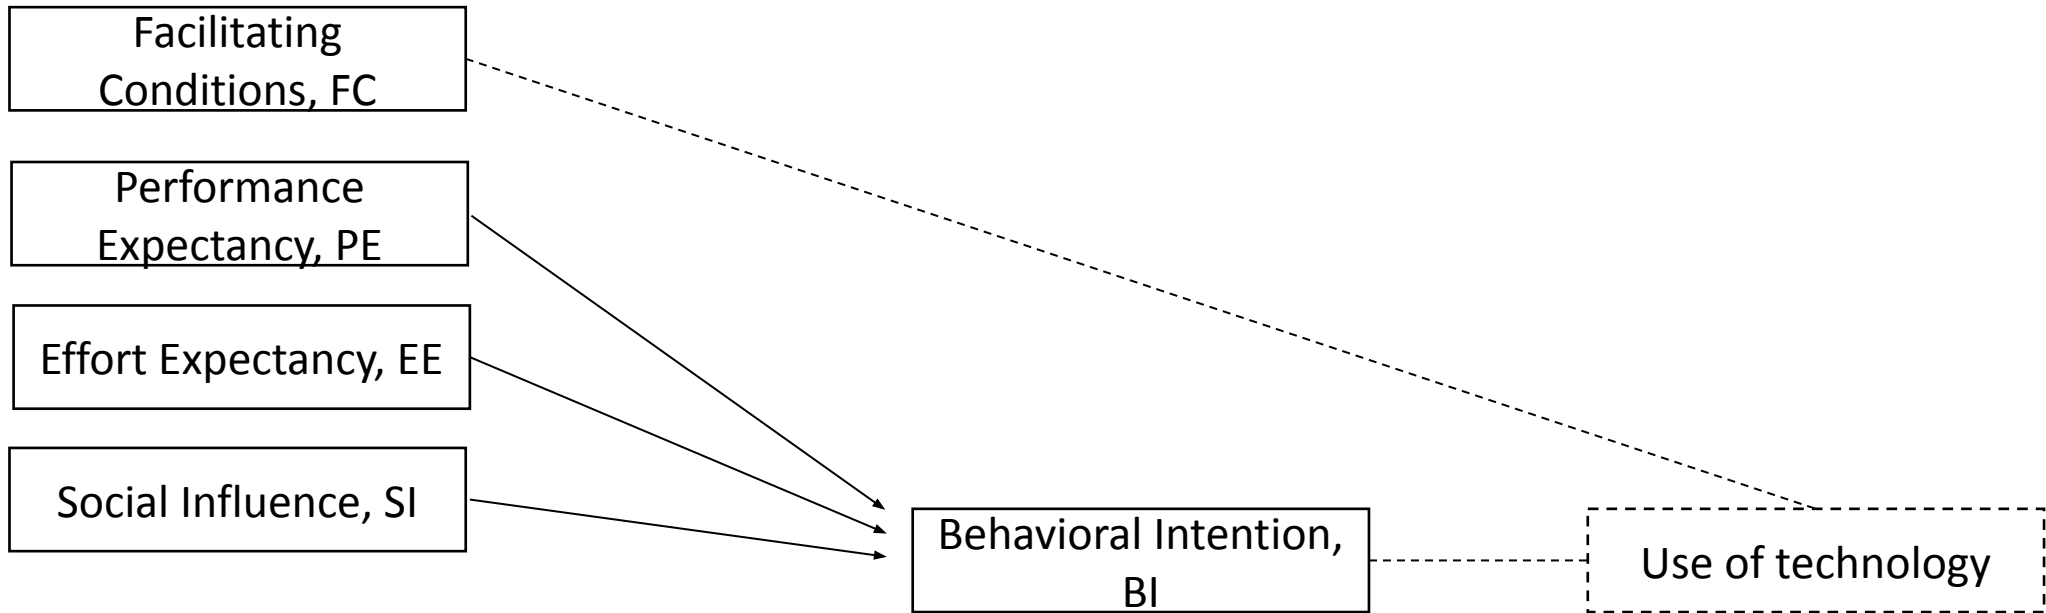 Facilitating
Conditions, FC
Performance
Expectancy, PE
Effort Expectancy, EE
Social Influence, SI
Behavioral Intention,
BI
Use of technology